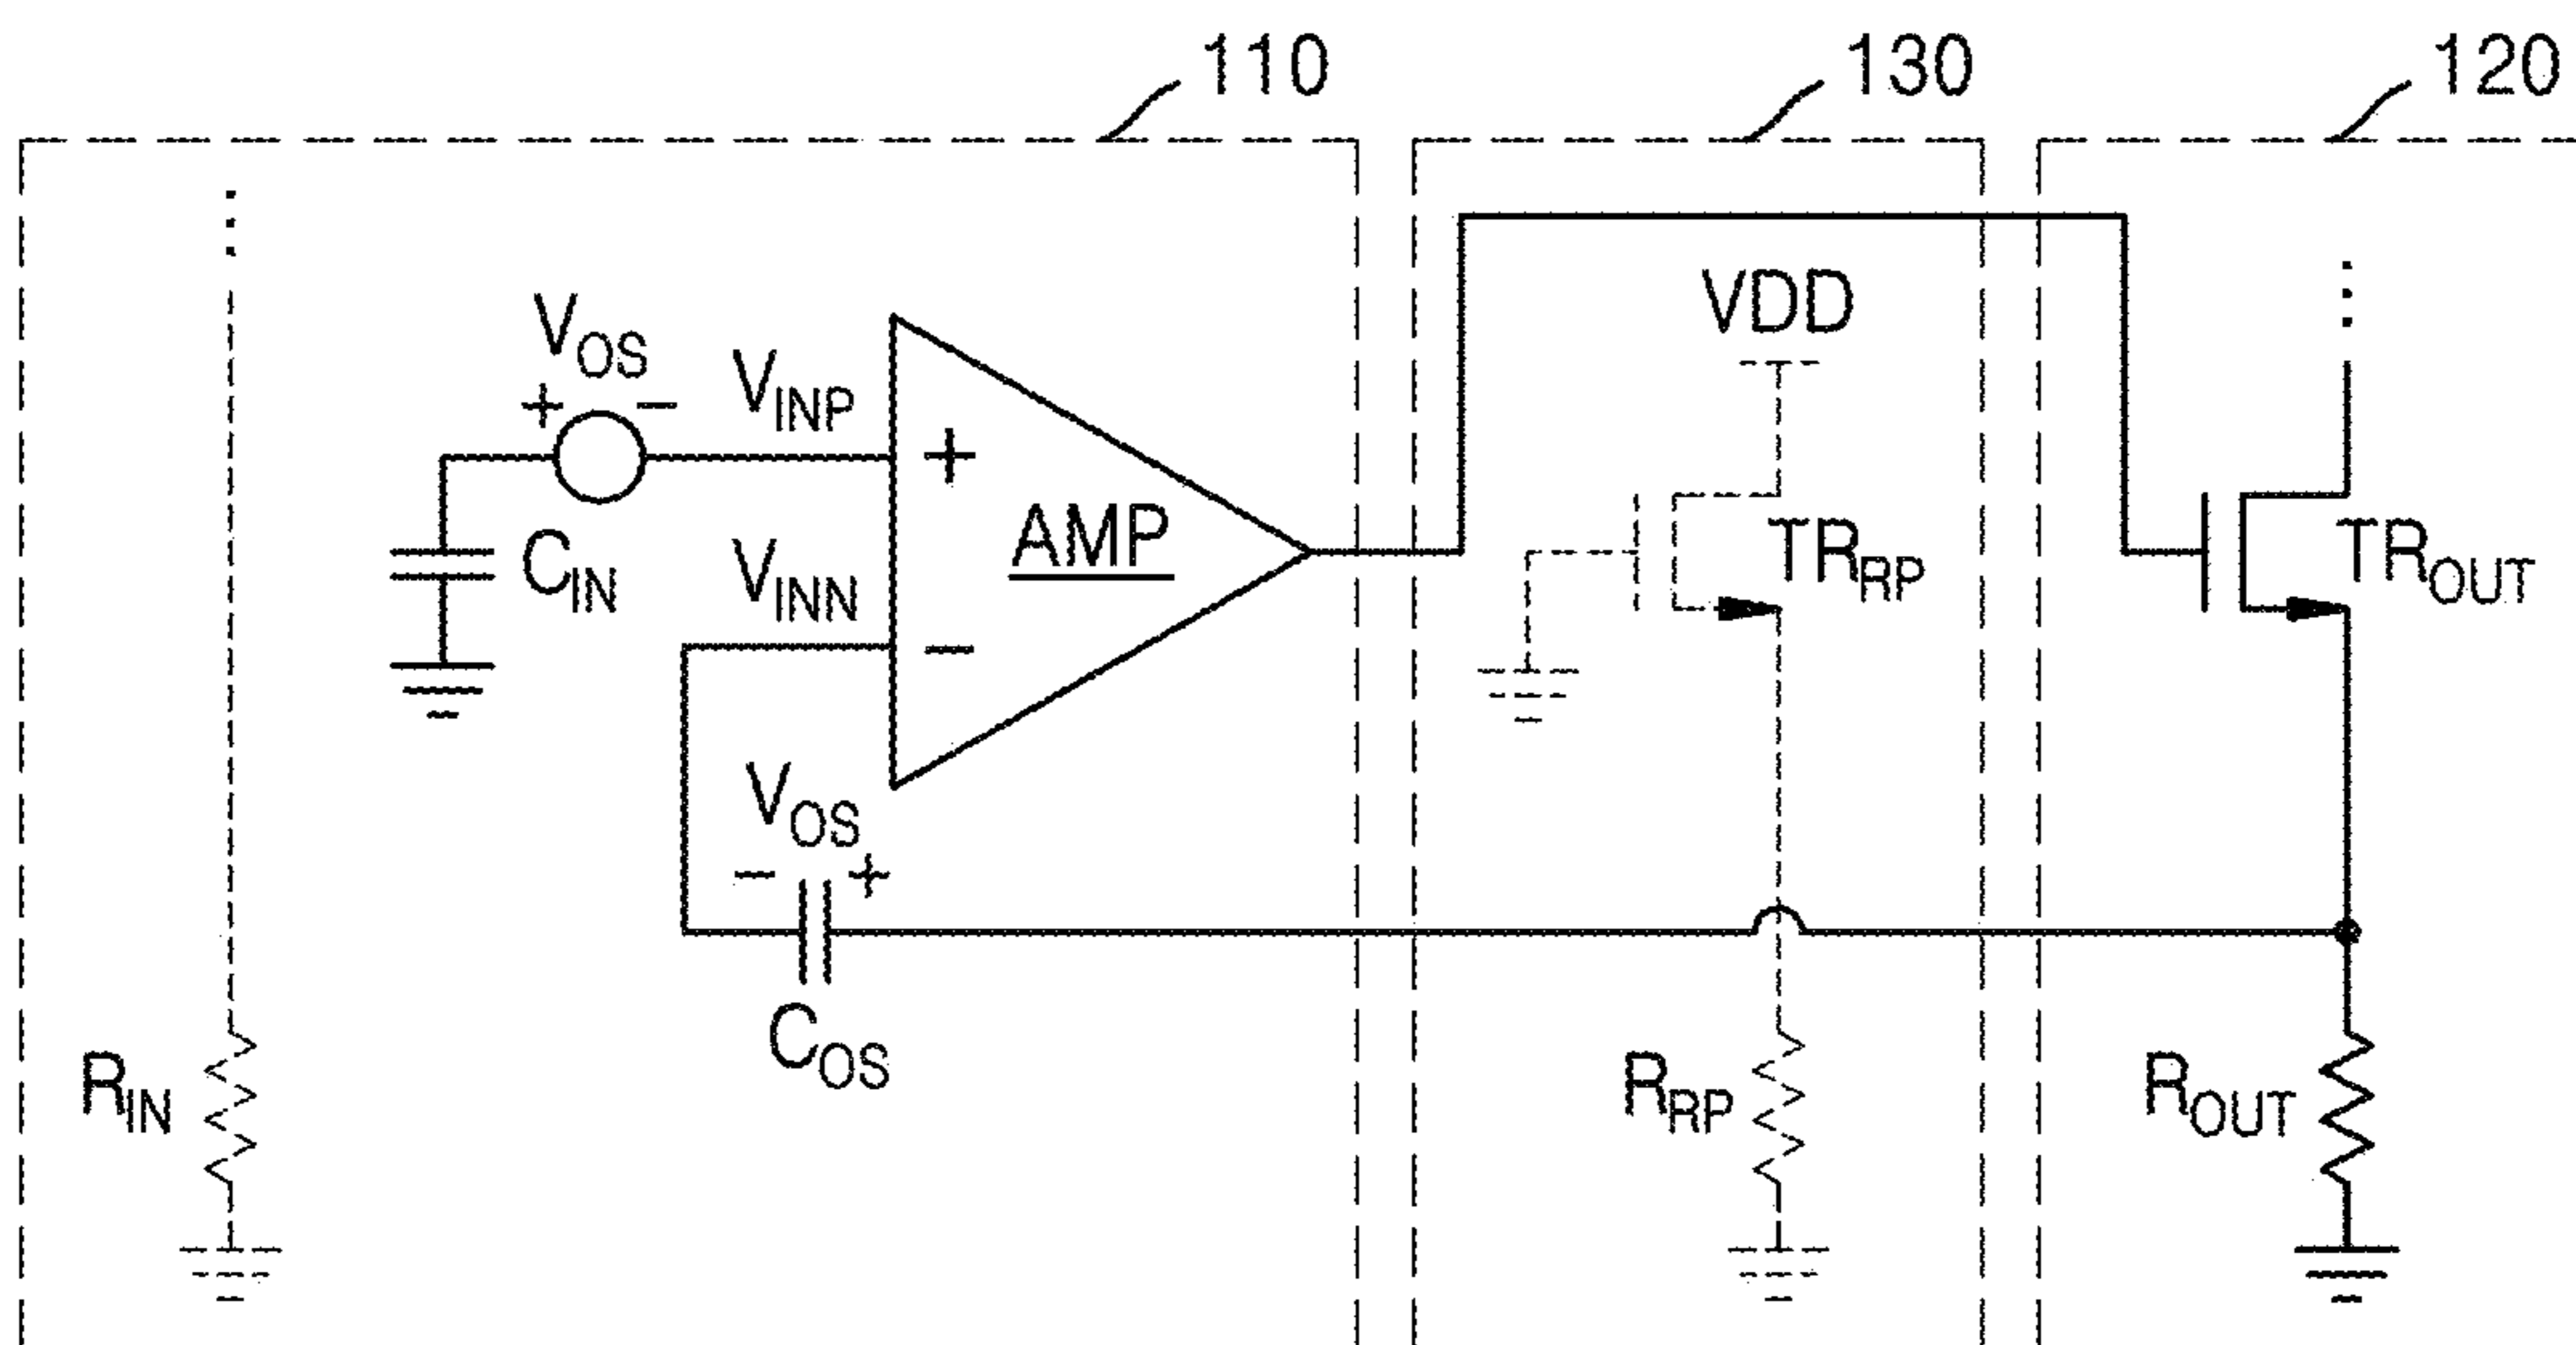 110
130
120
VOS
+ −
VINP
+
AMP
CIN
VINN
−
VDD
TRRP
TROUT
VOS
− +
COS
RIN
RRP
ROUT